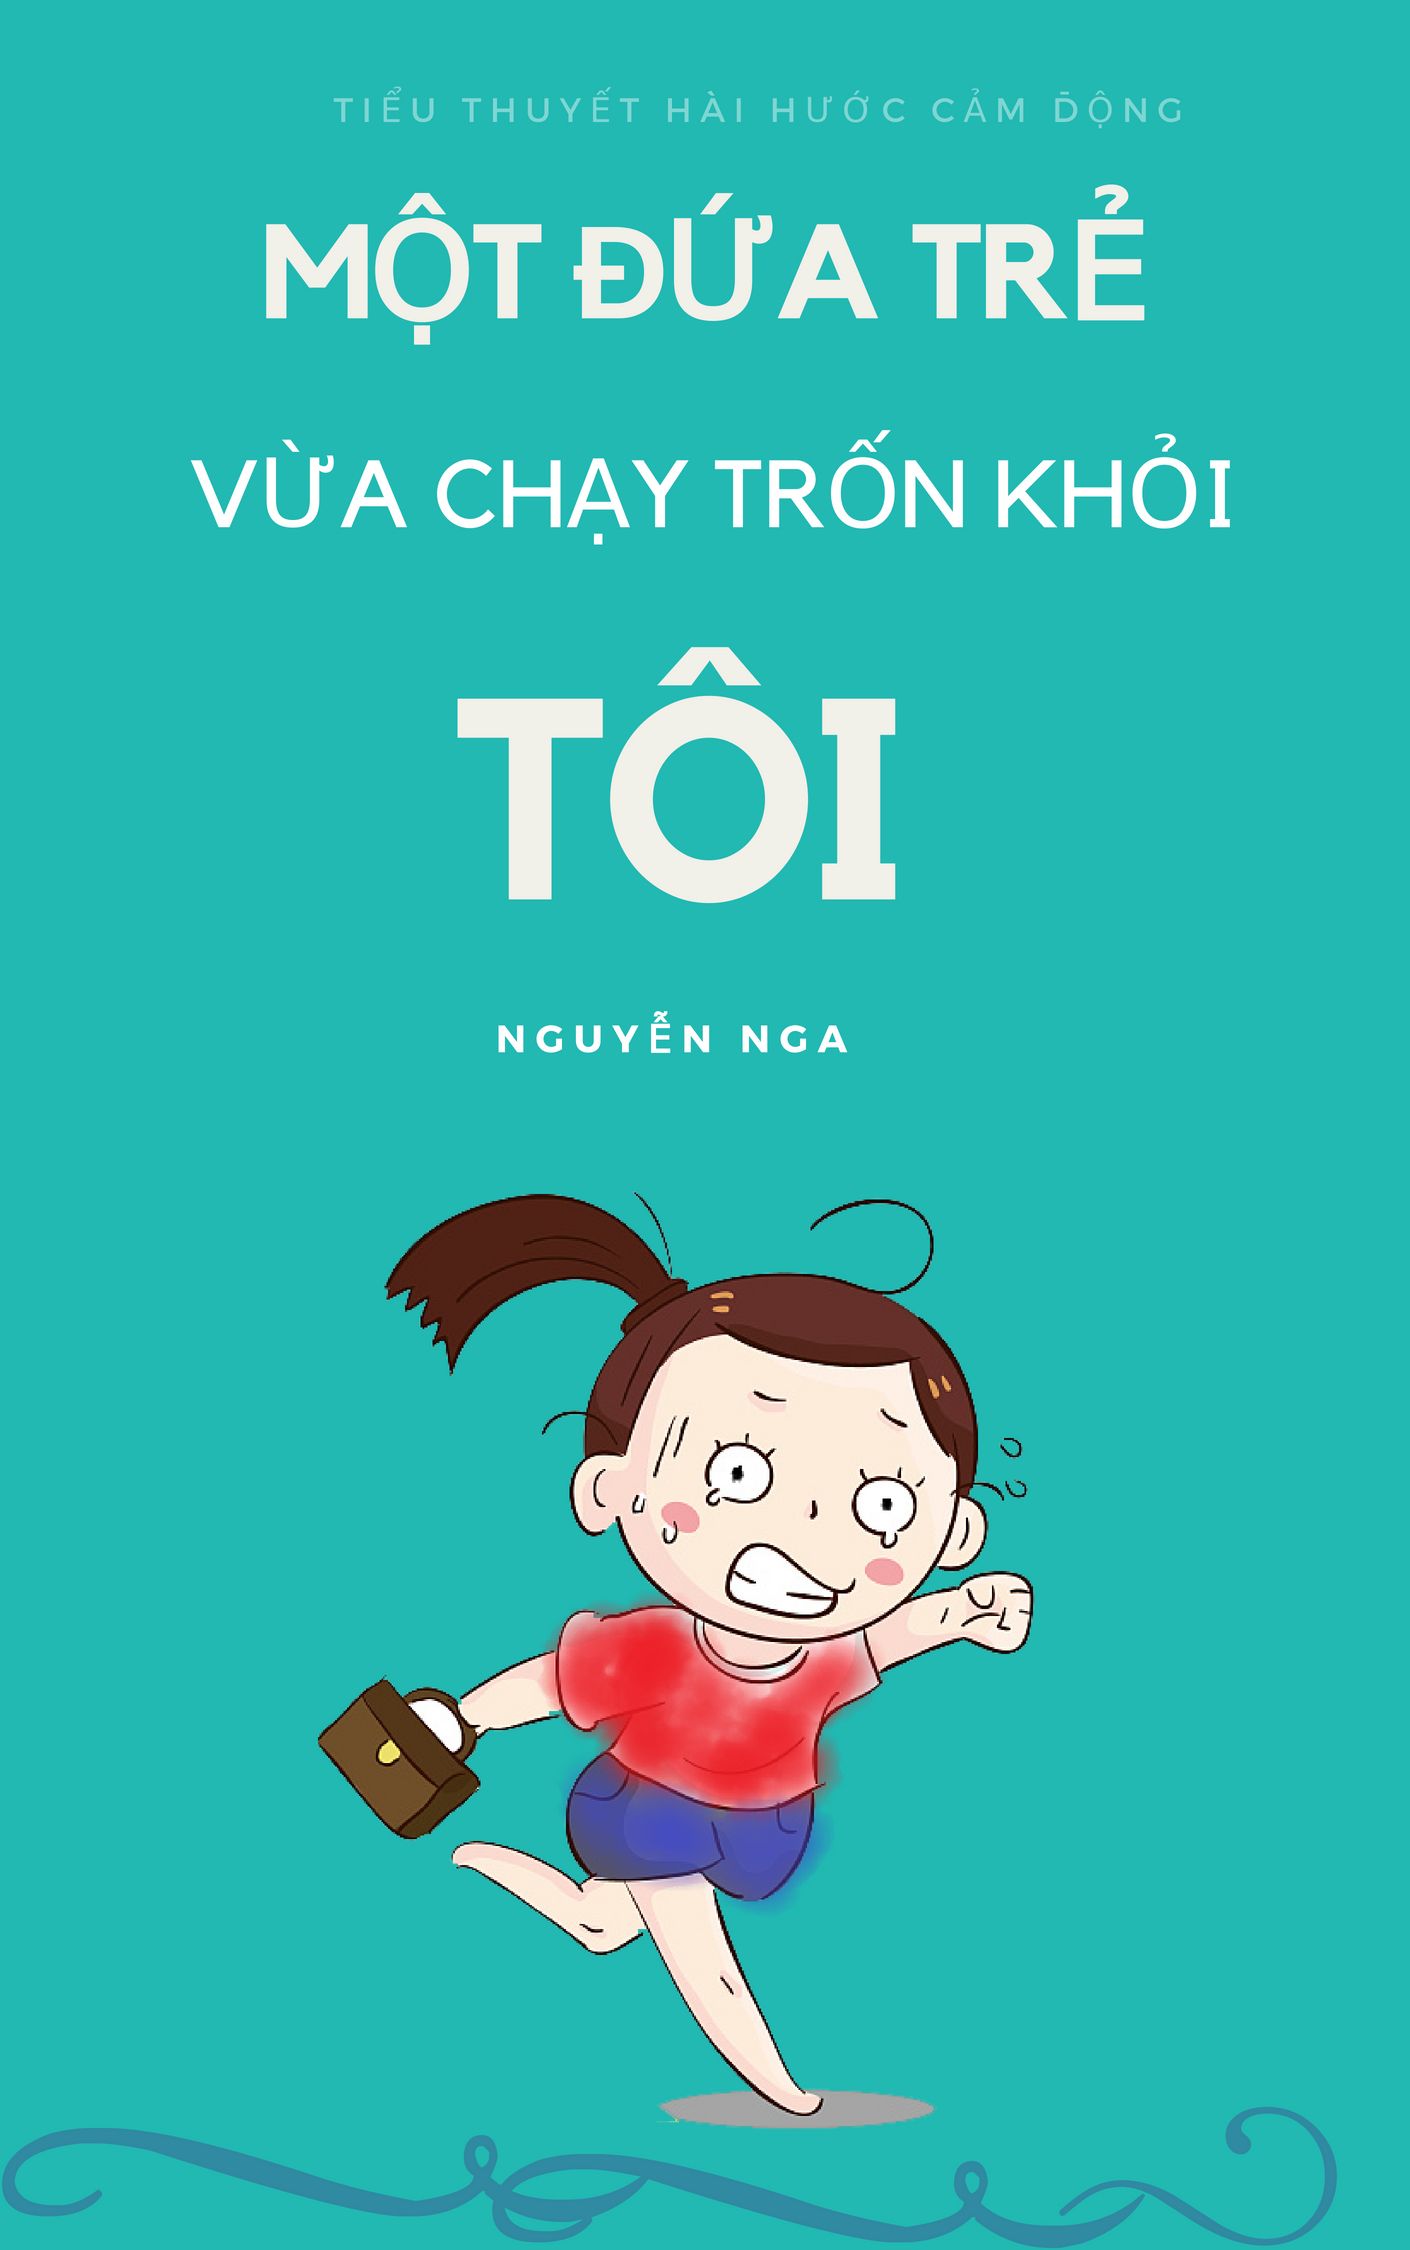 TIỂU THUYẾT HÀI HƯỚC CẢM ĐỘNG
MỘT ĐỨA TRẺ
VỪA CHẠY TRỐN KHỎI
TÔI
NGUYỄN NGA